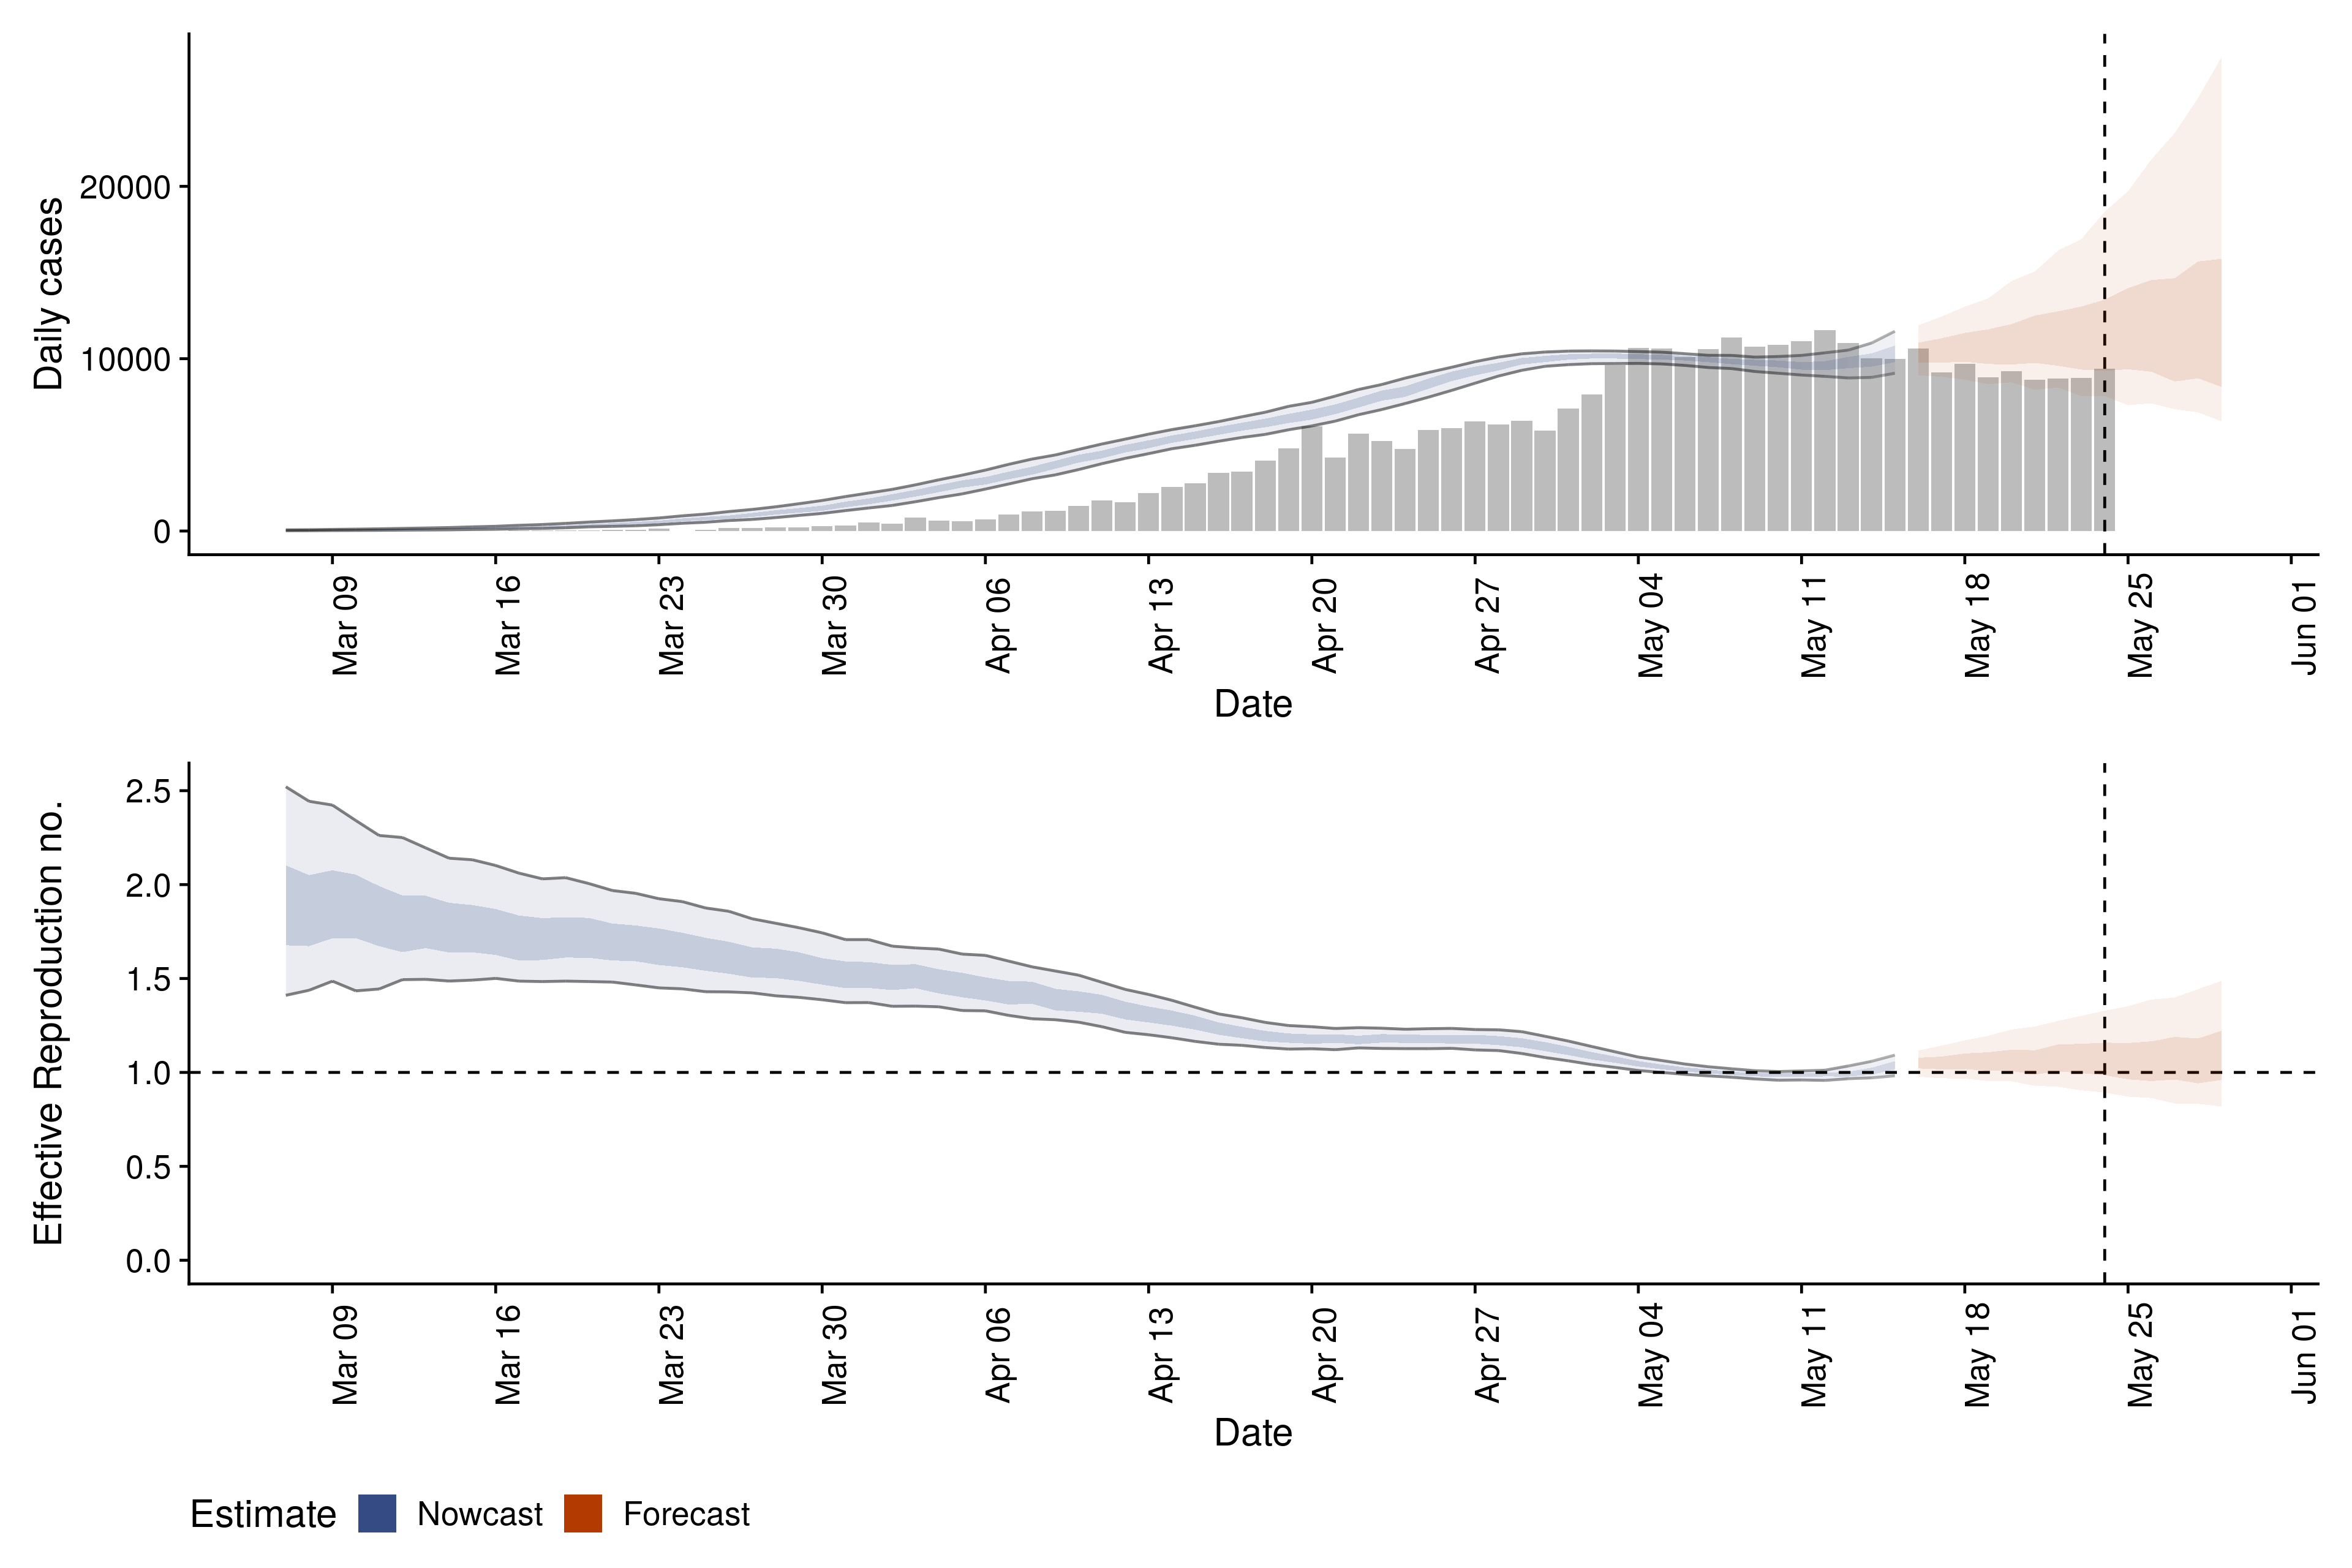 Daily cases
20000
10000
0
Mar 09
Mar 16
Mar 23
Mar 30
Apr 06
Apr 13
Apr 20
Apr 27
May 04
May 11
May 18
May 25
Jun 01
Date
Effective Reproduction no.
2.5
2.0
1.5
1.0
0.5
0.0
Mar 09
Mar 16
Mar 23
Mar 30
Apr 06
Apr 13
Apr 20
Apr 27
May 04
May 11
May 18
May 25
Jun 01
Date
Estimate Nowcast Forecast